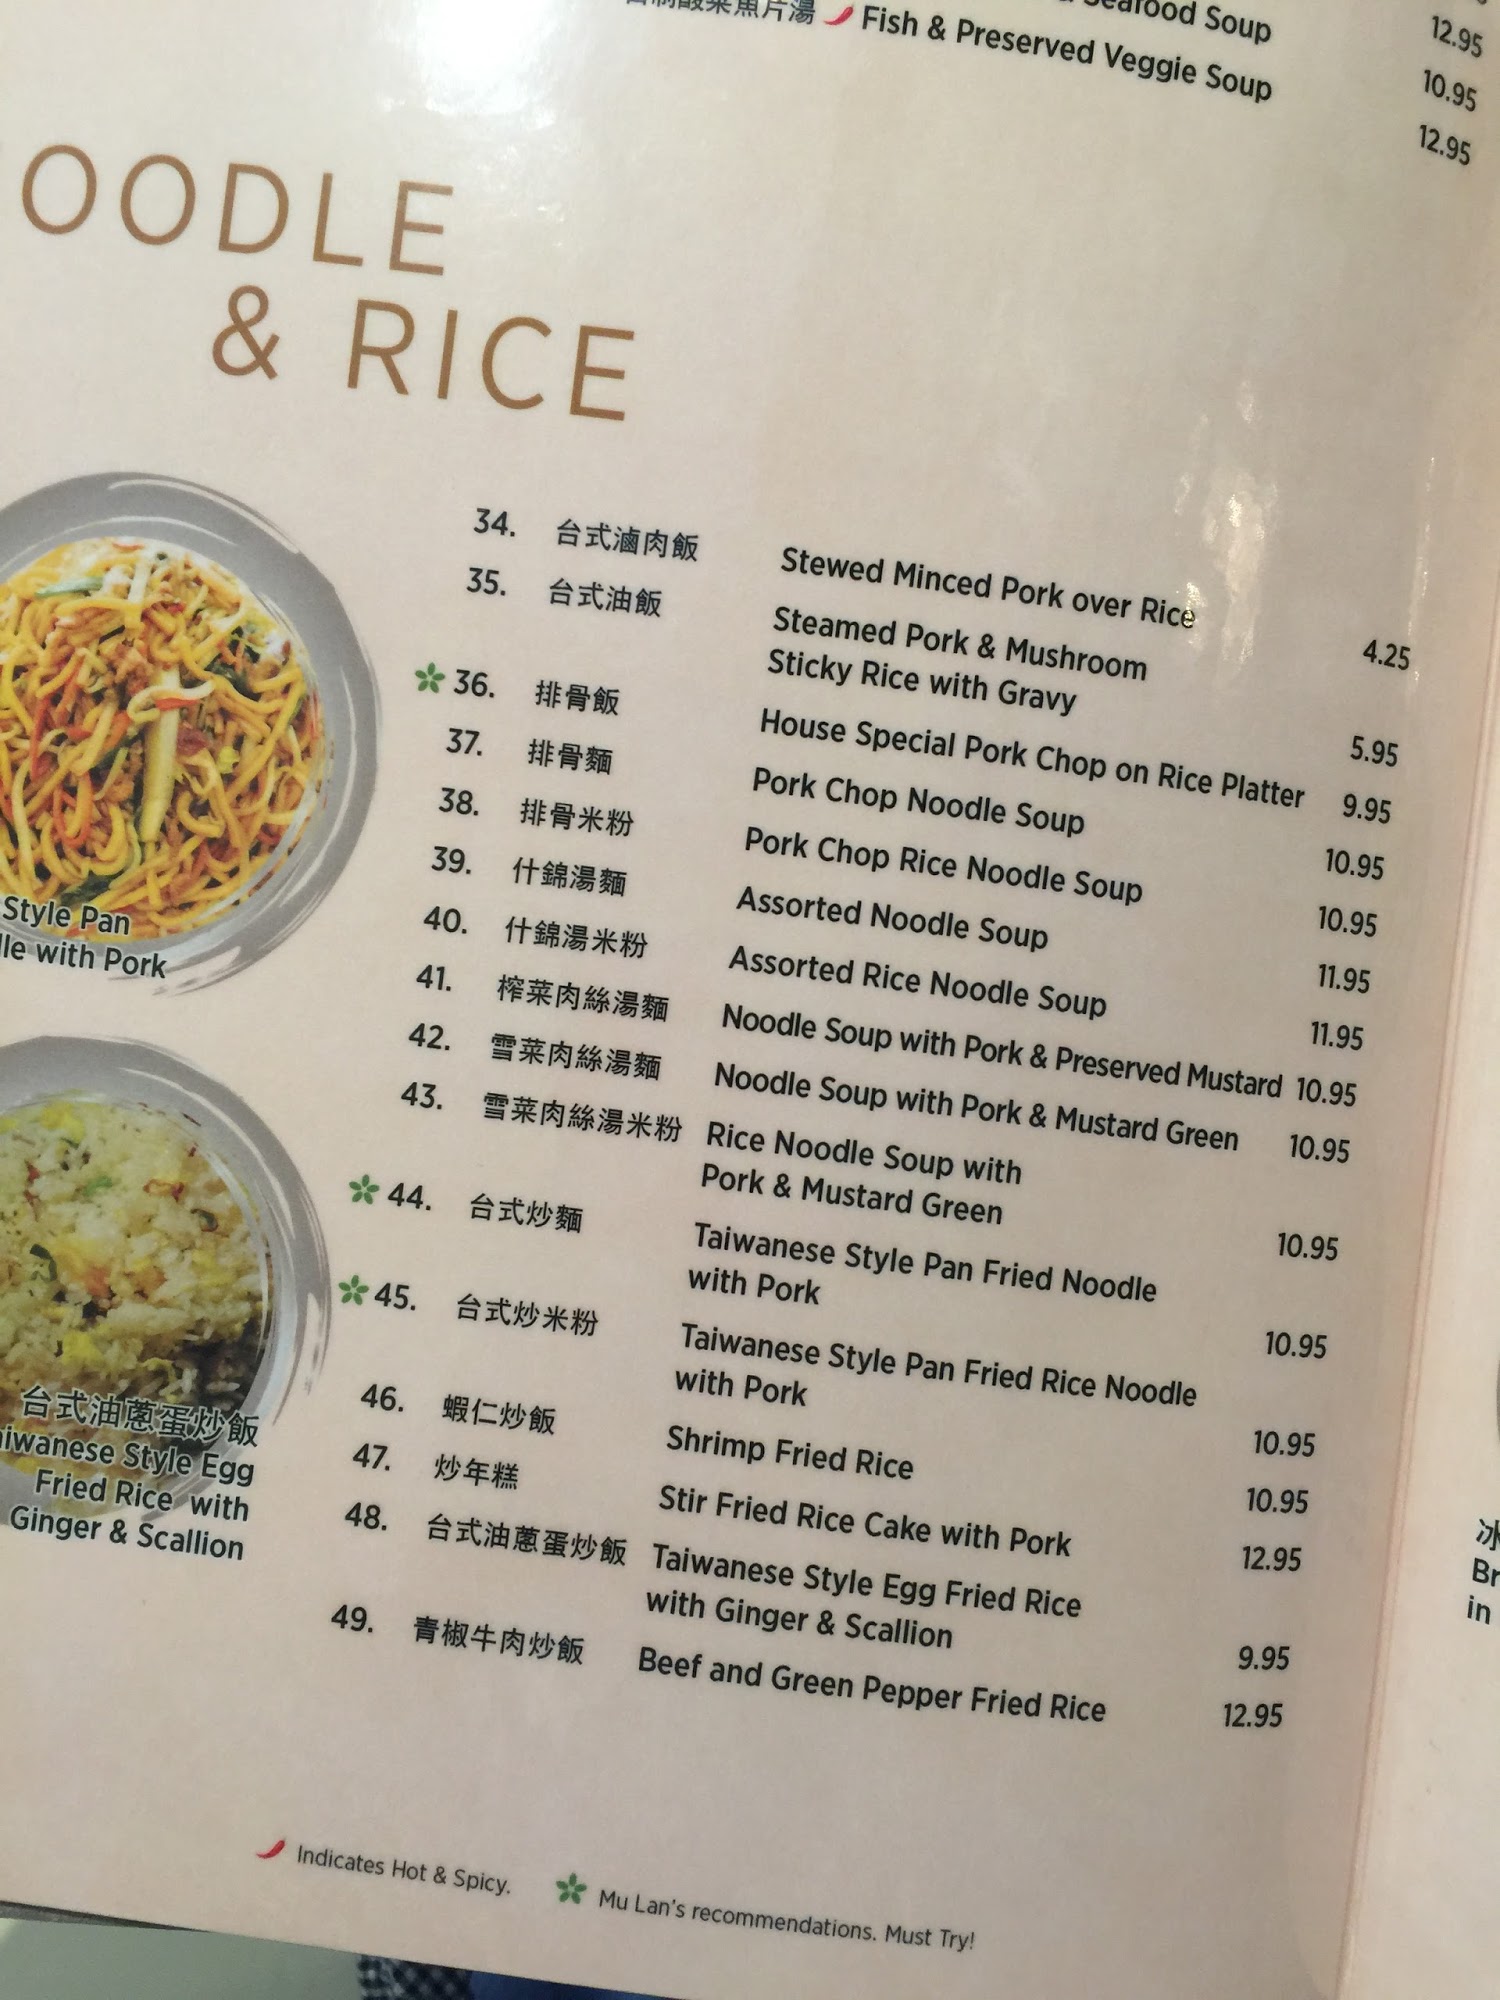 Seafood Soup 12.95
酸菜魚片湯 Fish & Preserved Veggie Soup 10.95
12.95
OODLE
& RICE
34. 台式滷肉飯 Stewed Minced Pork over Rice 4.25
35. 台式油飯 Steamed Pork & Mushroom
Sticky Rice with Gravy 5.95
36. 排骨飯 House Special Pork Chop on Rice Platter 9.95
37. 排骨麵 Pork Chop Noodle Soup 10.95
38. 排骨米粉 Pork Chop Rice Noodle Soup 10.95
39. 什錦湯麵 Assorted Noodle Soup 11.95
40. 什錦湯米粉 Assorted Rice Noodle Soup 11.95
41. 榨菜肉絲湯麵 Noodle Soup with Pork & Preserved Mustard 10.95
42. 雪菜肉絲湯麵 Noodle Soup with Pork & Mustard Green 10.95
43. 雪菜肉絲湯米粉 Rice Noodle Soup with
Pork & Mustard Green 10.95
44. 台式炒麵 Taiwanese Style Pan Fried Noodle
with Pork 10.95
45. 台式炒米粉 Taiwanese Style Pan Fried Rice Noodle
with Pork 10.95
46. 蝦仁炒飯 Shrimp Fried Rice 10.95
47. 炒年糕 Stir Fried Rice Cake with Pork 12.95
48. 台式油蔥蛋炒飯 Taiwanese Style Egg Fried Rice
with Ginger & Scallion 9.95
49. 青椒牛肉炒飯 Beef and Green Pepper Fried Rice 12.95
Style Pan
le with Pork
台式油蔥蛋炒飯
aiwanese Style Egg
Fried Rice with
Ginger & Scallion
Indicates Hot & Spicy.
Mu Lan's recommendations. Must Try!
冰
Br
in